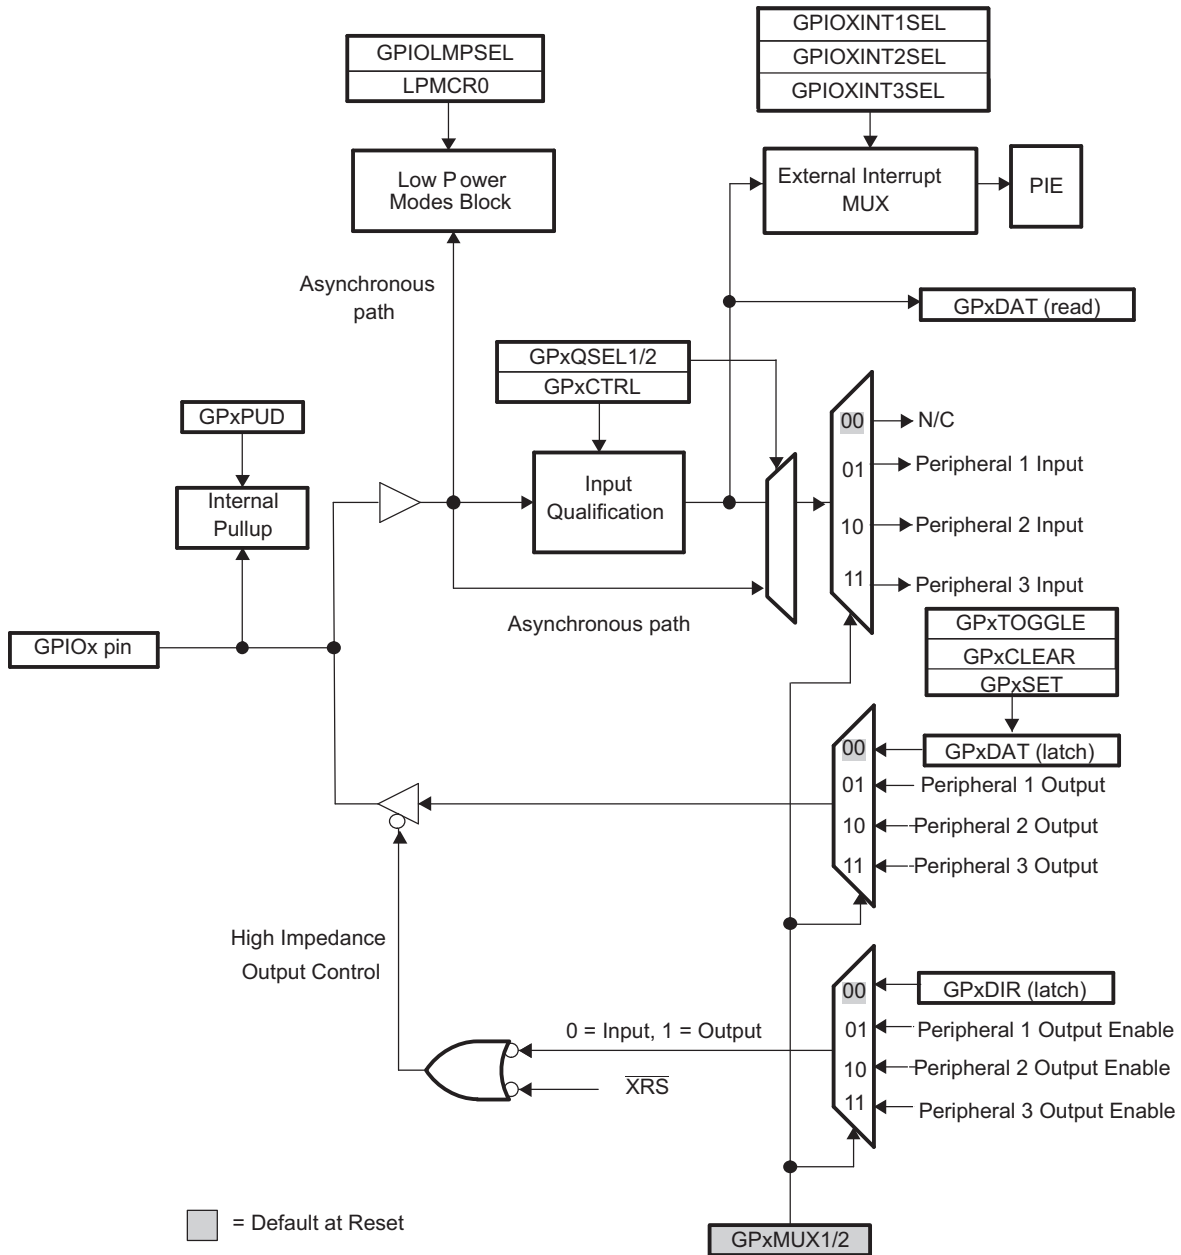 GPIOLMPSEL
LPMCR0
GPIOXINT1SEL
GPIOXINT2SEL
GPIOXINT3SEL
Low Power
Modes Block
External Interrupt
MUX
PIE
Asynchronous
path
GPxDAT (read)
GPxQSEL1/2
GPxCTRL
GPxPUD
Internal
Pullup
Input
Qualification
00
N/C
01
Peripheral 1 Input
10
Peripheral 2 Input
11
Peripheral 3 Input
Asynchronous path
GPIOx pin
GPxTOGGLE
GPxCLEAR
GPxSET
00
GPxDAT (latch)
01
Peripheral 1 Output
10
Peripheral 2 Output
11
Peripheral 3 Output
High Impedance
Output Control
00
GPxDIR (latch)
0 = Input, 1 = Output
01
Peripheral 1 Output Enable
10
Peripheral 2 Output Enable
XRS
11
Peripheral 3 Output Enable
= Default at Reset
GPxMUX1/2